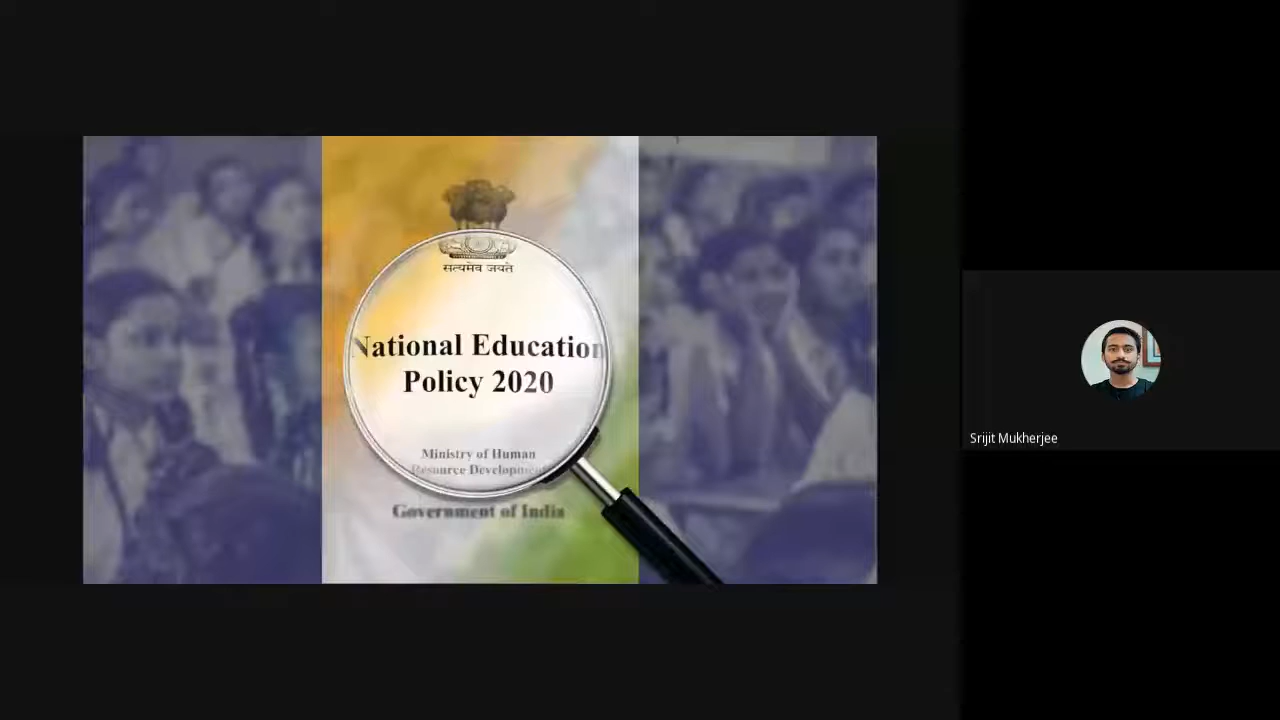 सत्यमेव जयते
National Education
Policy 2020
Ministry of Human
Resource Development
Government of India
Srijit Mukherjee